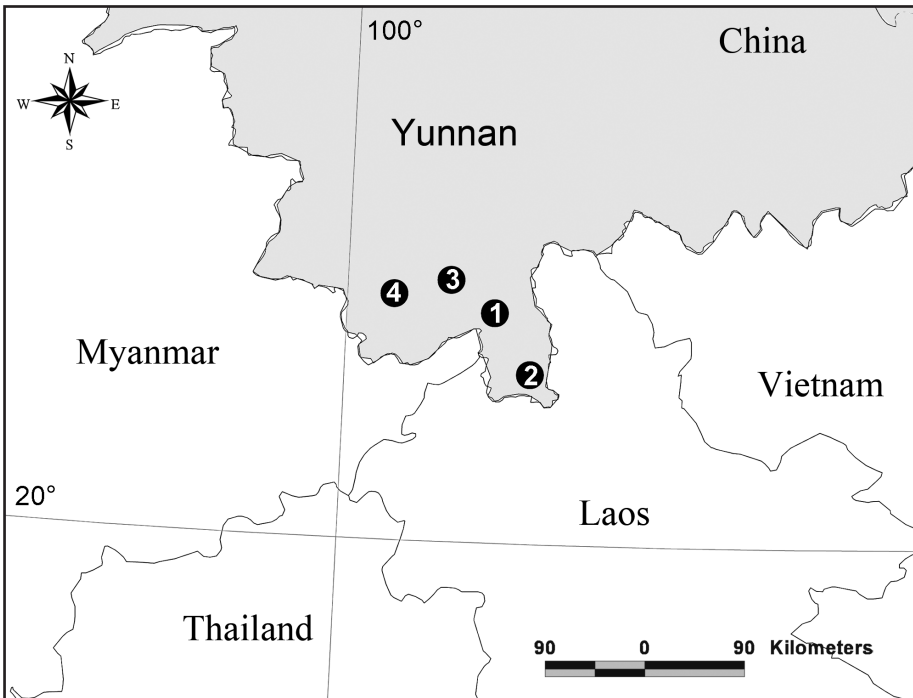 100°
China
N
W E
S
Yunnan
3
4
1
Myanmar
2
Vietnam
20°
Laos
Thailand
90 0 90 Kilometers